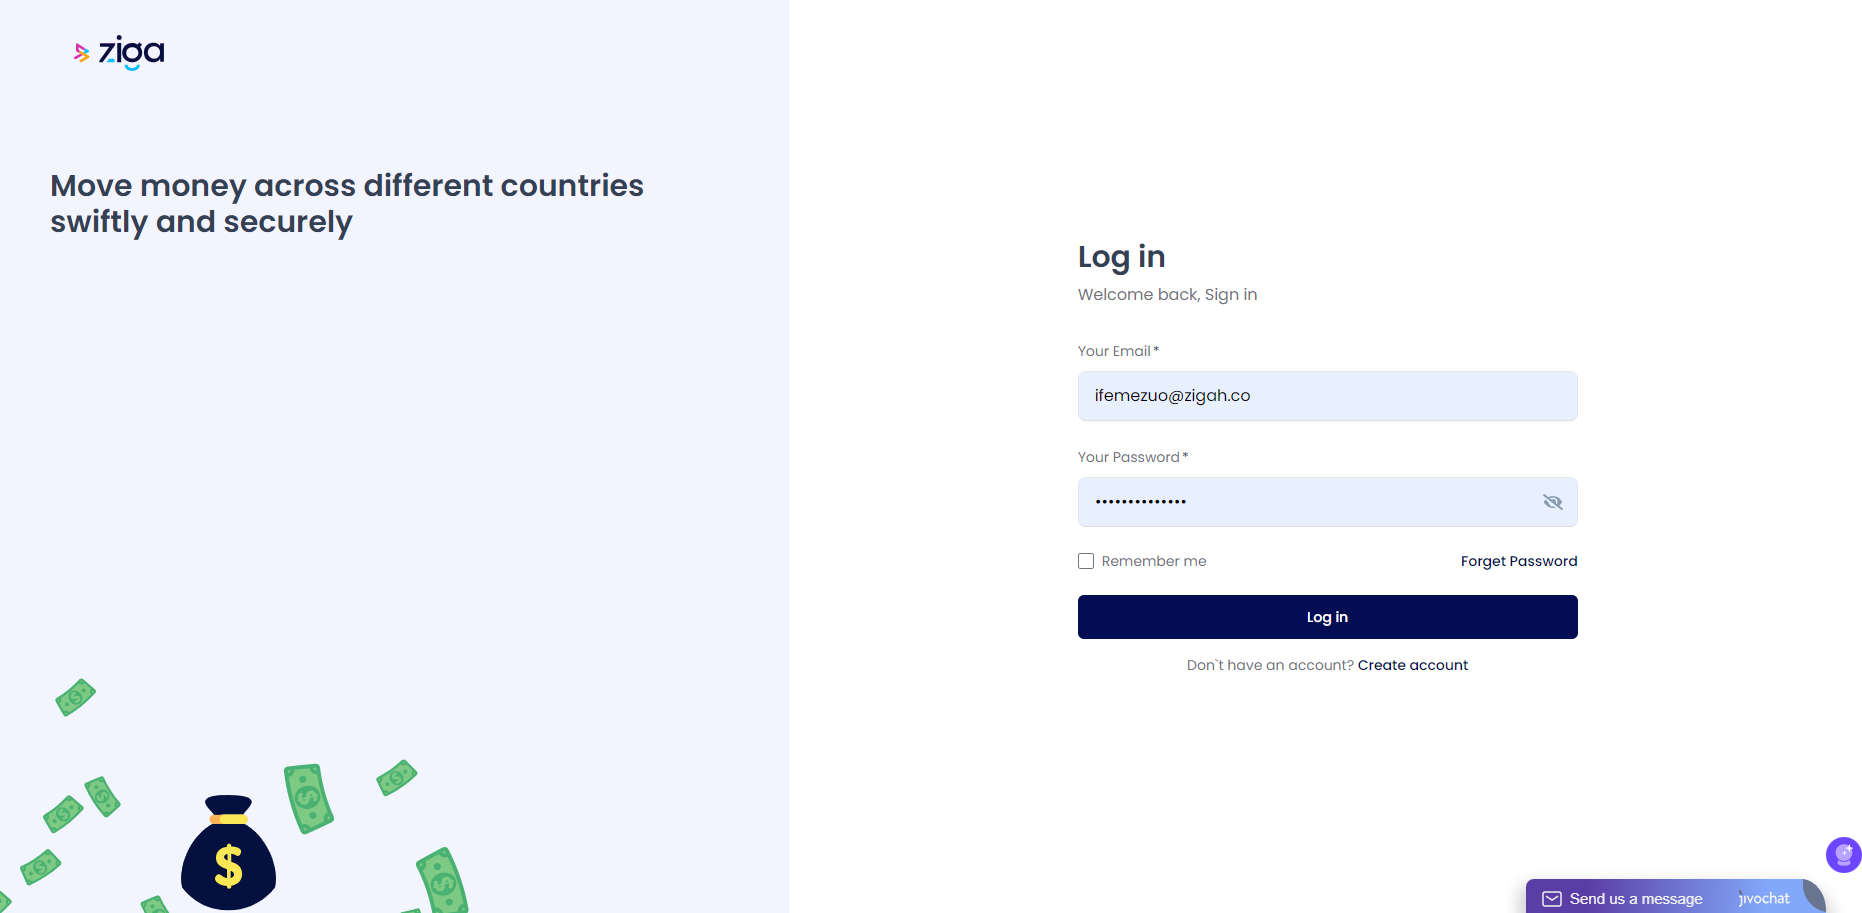 ziga
Move money across different countries
swiftly and securely
Log in
Welcome back, Sign in
Your Email*
ifemezuo@zigah.co
Your Password*
••••••••••••••
Remember me
Forget Password
Log in
Don`t have an account? Create account
$
Send us a message
jivochat